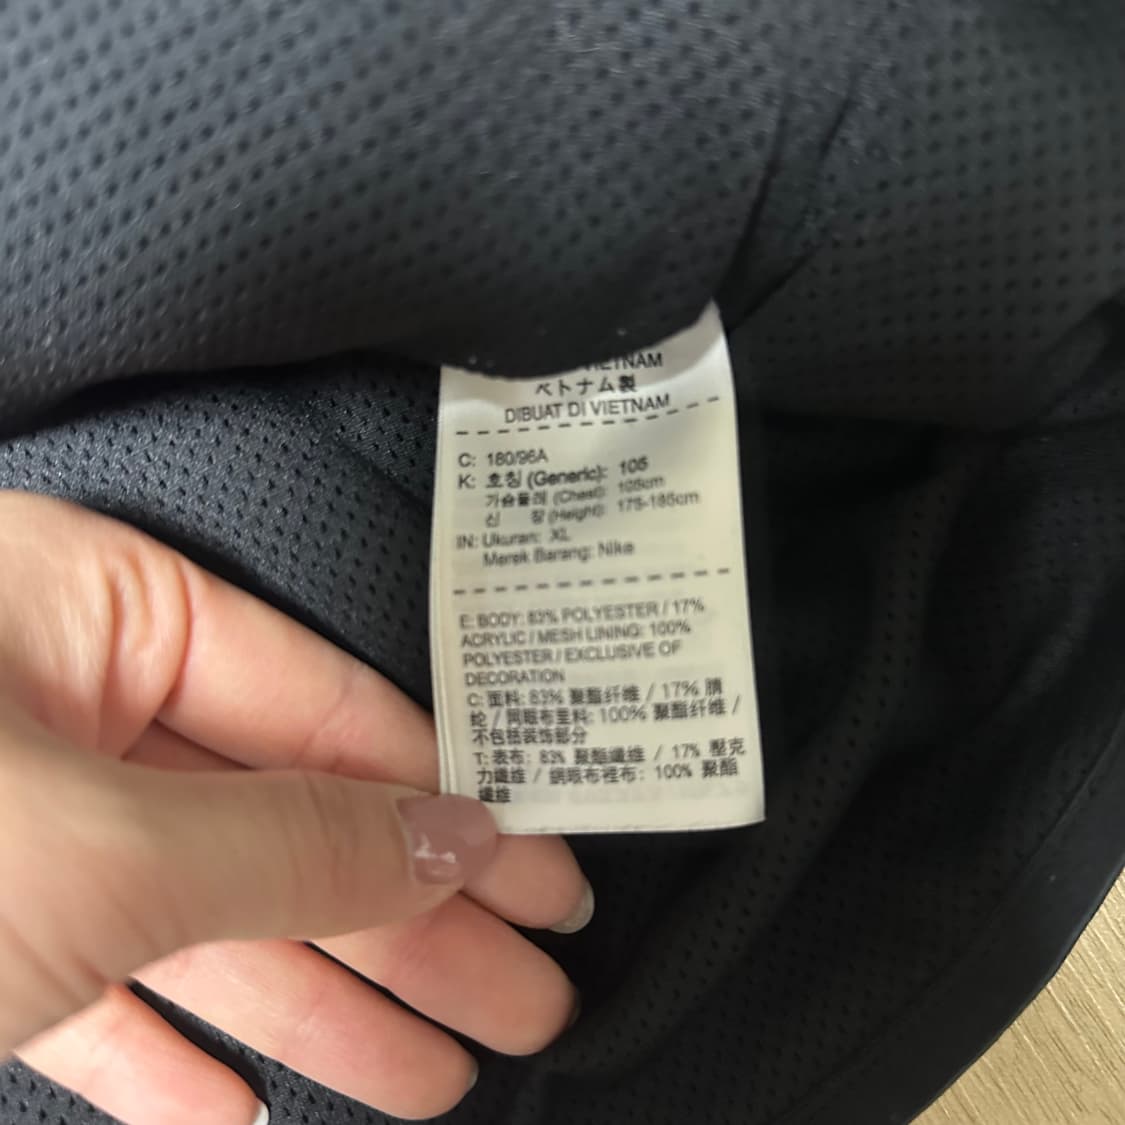 VIETNAM
ベトナム製
DIBUAT DI VIETNAM
C: 180/96A
K: 호칭 (Generic): 105
가슴둘레 (Chest): 105cm
신 장 (Height): 175-185cm
IN: Ukuran: XL
Merek Barang: Nike
E: BODY: 83% POLYESTER / 17%
ACRYLIC / MESH LINING: 100%
POLYESTER / EXCLUSIVE OF
DECORATION
C: 面料: 83% 聚酯纤维 / 17% 腈
纶 / 网眼布里料: 100% 聚酯纤维 /
不包括装饰部分
T: 表布: 83% 聚酯纖維 / 17% 壓克
力纖維 / 網眼布裡布: 100% 聚酯
纖維